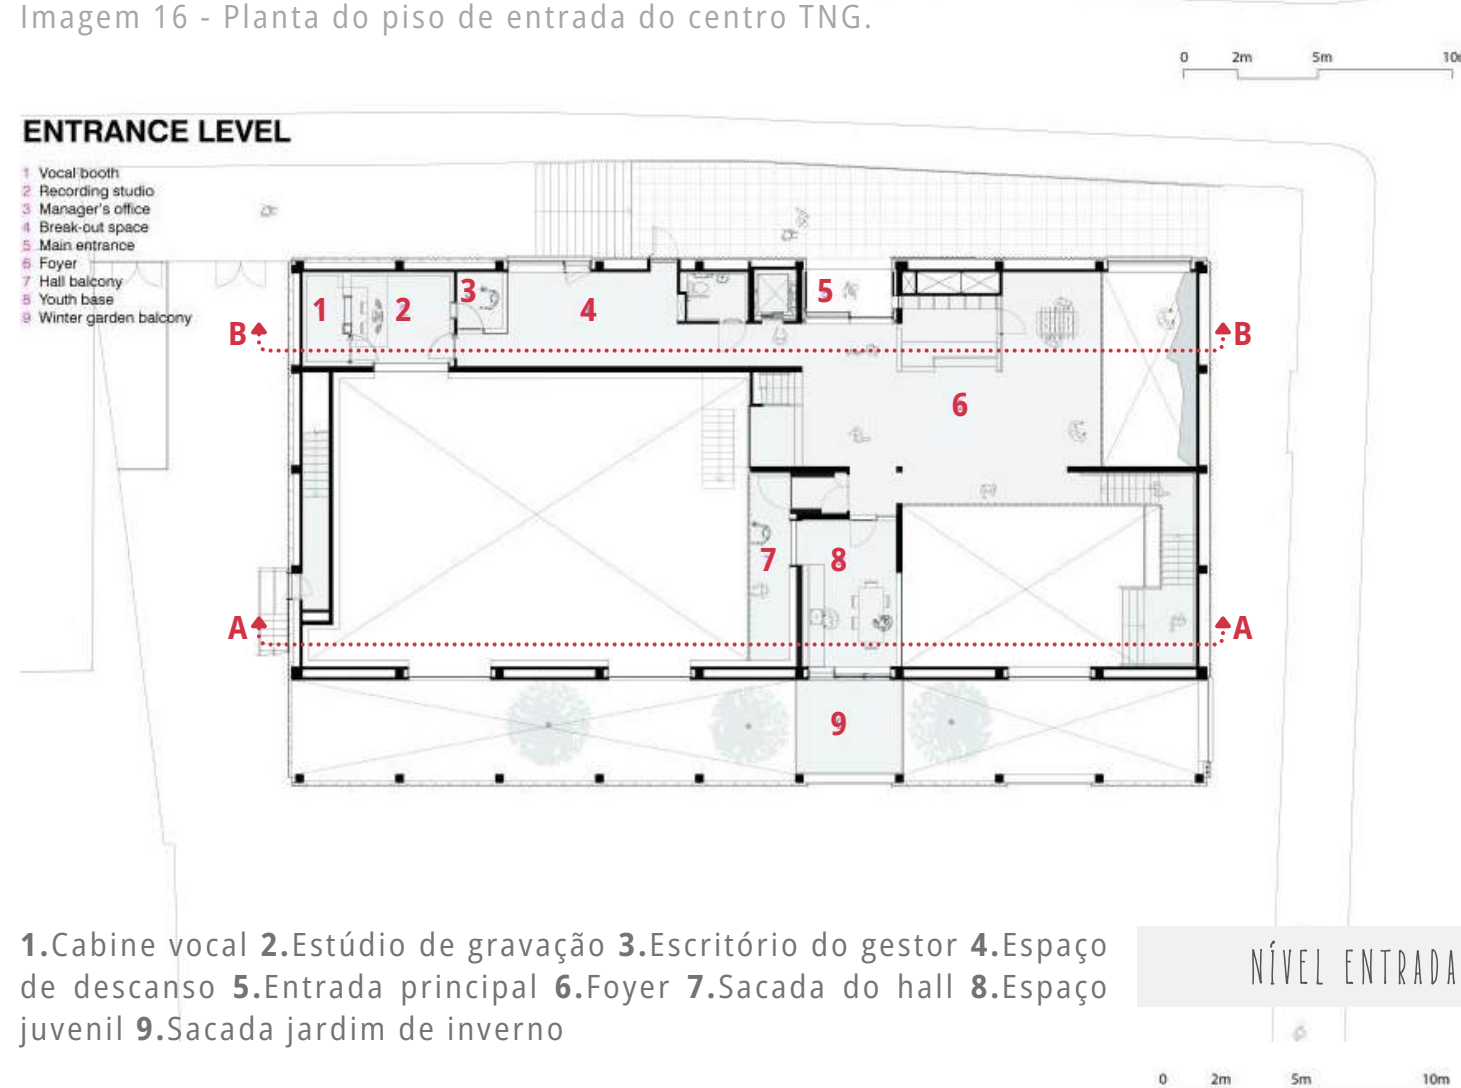 Imagem 16 - Planta do piso de entrada do centro TNG.
0 2m 5m
ENTRANCE LEVEL
1 Vocal booth
2 Recording studio
3 Manager's office
4 Break-out space
5 Main entrance
6 Foyer
7 Hall balcony
8 Youth base
9 Winter garden balcony
1 2 3 4 5
B B
6
7 8
A A
9
1.Cabine vocal 2.Estúdio de gravação 3.Escritório do gestor 4.Espaço
de descanso 5.Entrada principal 6.Foyer 7.Sacada do hall 8.Espaço
juvenil 9.Sacada jardim de inverno
NÍVEL ENTRADA
0 2m 5m 10m